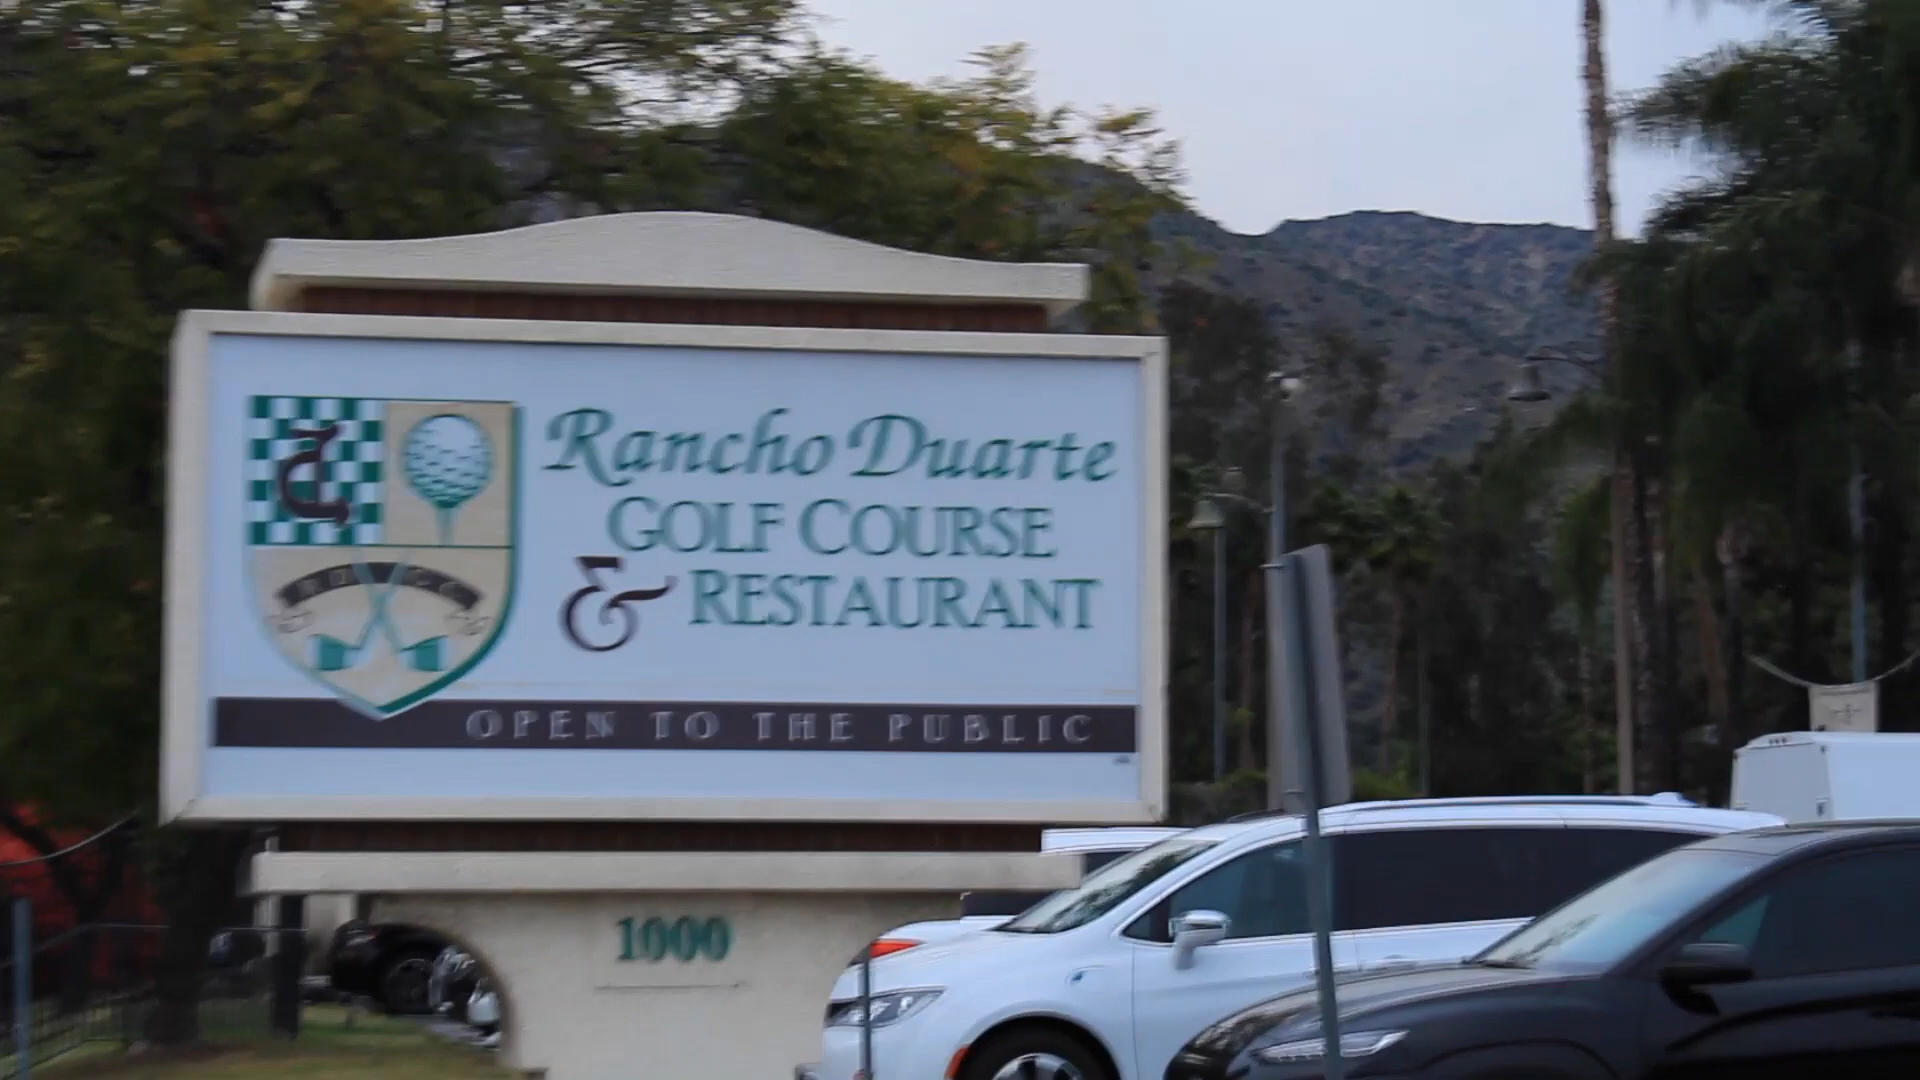 Rancho Duarte
GOLF COURSE
& RESTAURANT
OPEN TO THE PUBLIC
1000